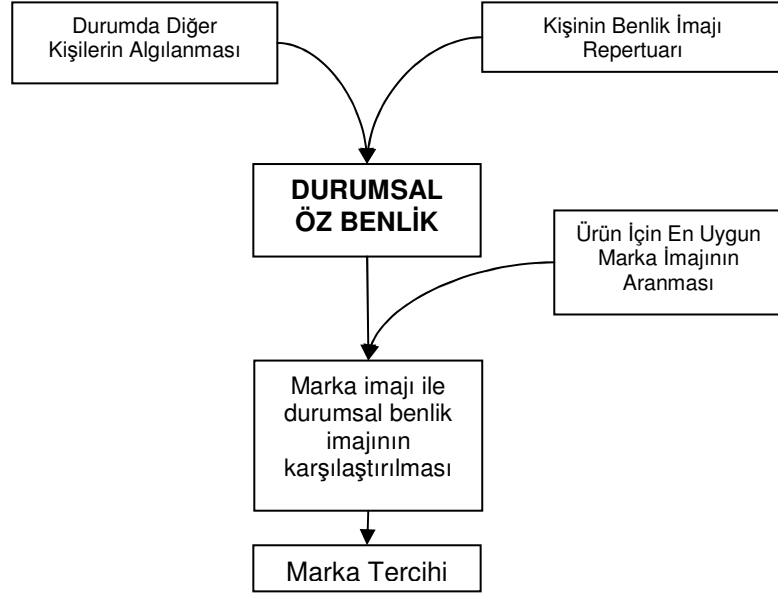 Durumda Diğer
Kişilerin Algılanması
Kişinin Benlik İmajı
Repertuarı
DURUMSAL
ÖZ BENLİK
Ürün İçin En Uygun
Marka İmajının
Aranması
Marka imajı ile
durumsal benlik
imajının
karşılaştırılması
Marka Tercihi